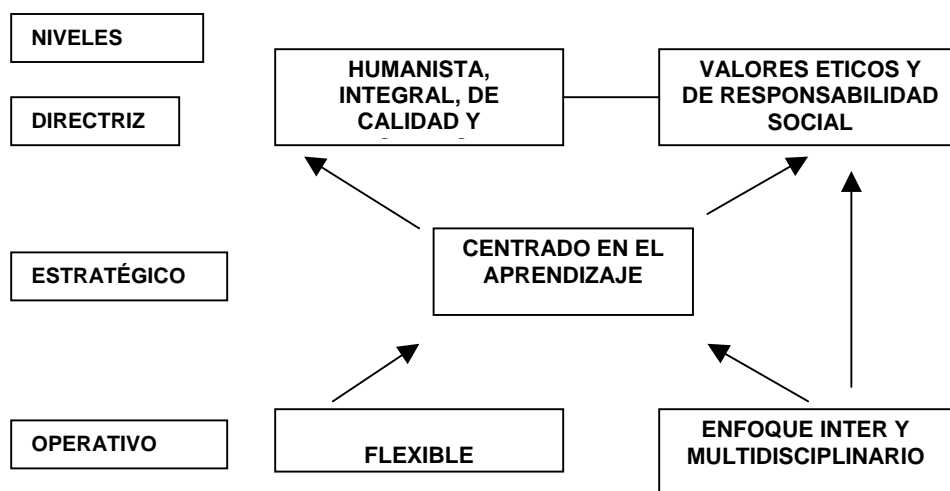 NIVELES
HUMANISTA,
INTEGRAL, DE
CALIDAD Y
VALORES ETICOS Y
DE RESPONSABILIDAD
SOCIAL
DIRECTRIZ
CENTRADO EN EL
APRENDIZAJE
ESTRATÉGICO
OPERATIVO
FLEXIBLE
ENFOQUE INTER Y
MULTIDISCIPLINARIO